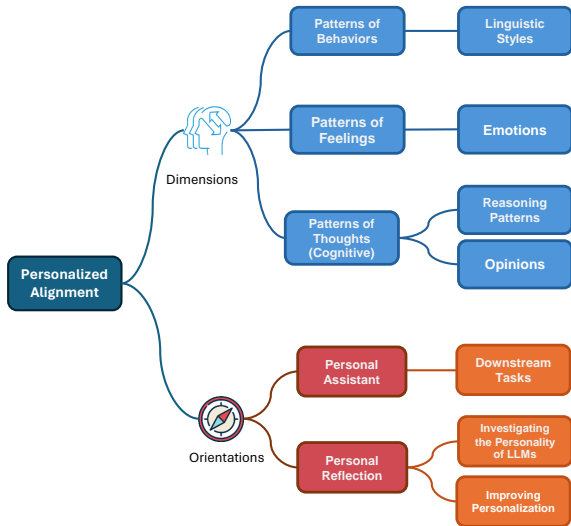 Personalized
Alignment
Dimensions
Patterns of
Behaviors
Linguistic
Styles
Patterns of
Feelings
Emotions
Patterns of
Thoughts
(Cognitive)
Reasoning
Patterns
Opinions
Orientations
Personal
Assistant
Downstream
Tasks
Personal
Reflection
Investigating
the Personality
of LLMs
Improving
Personalization